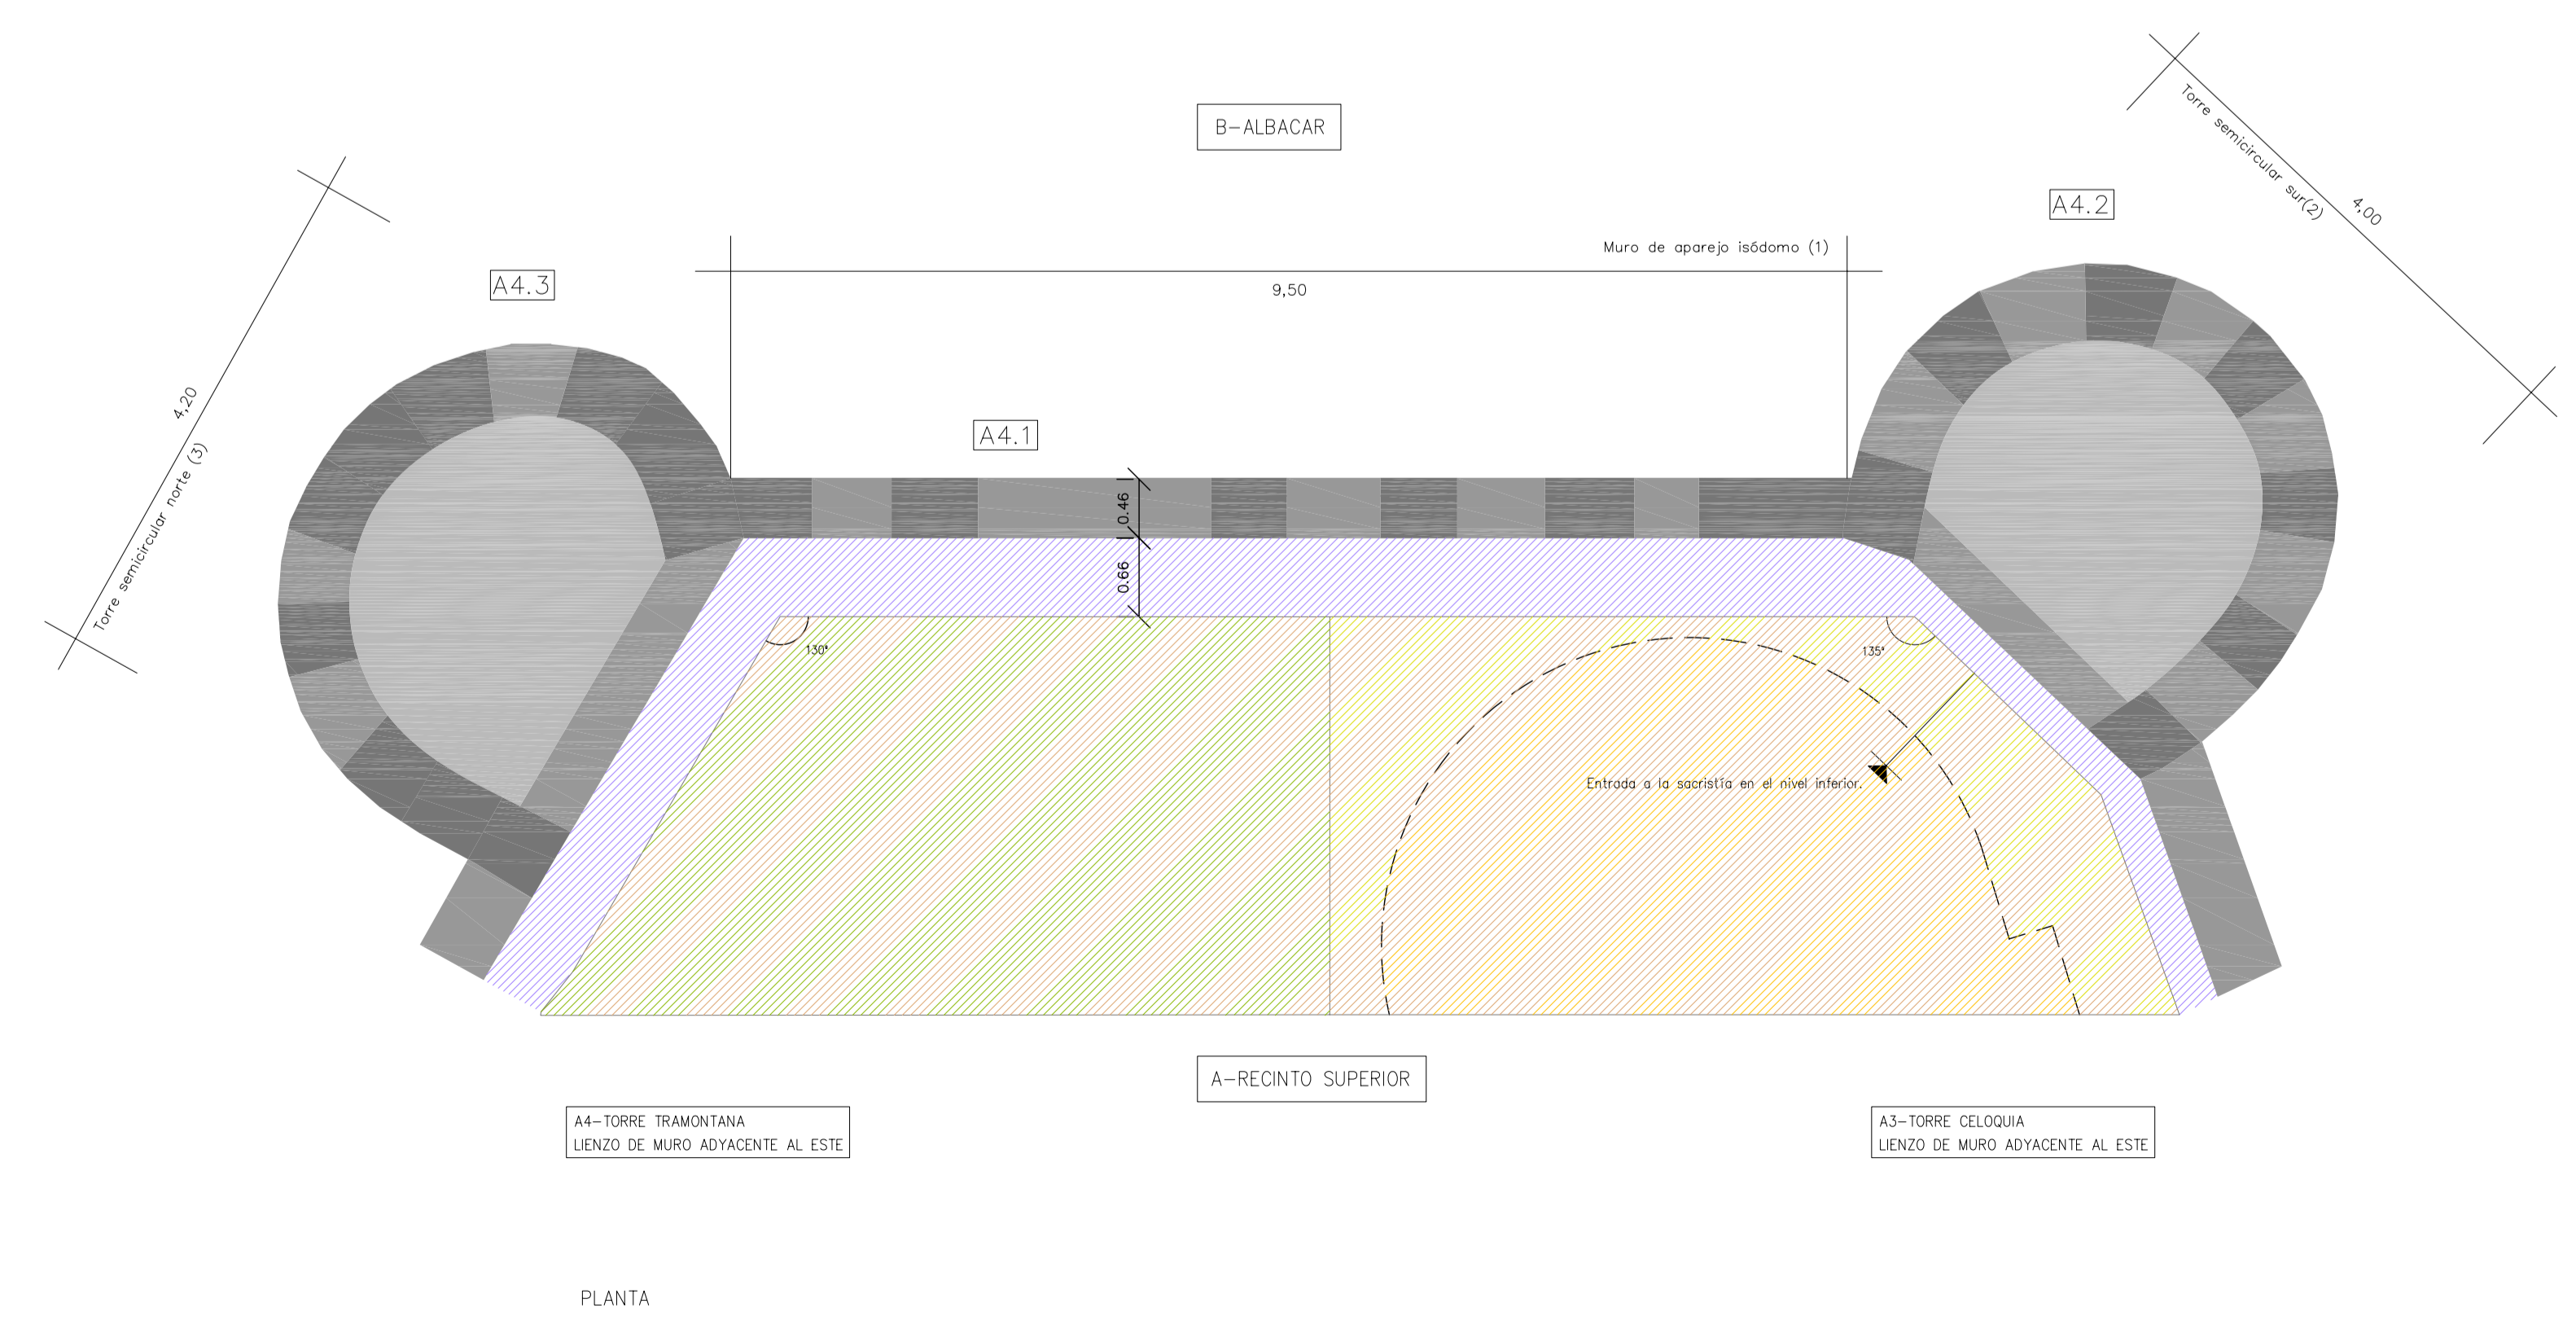 B-ALBACAR
Torre semicircular sur(2)
4,00
A4.2
Muro de aparejo isódomo (1)
9,50
A4.3
4,20
Torre semicircular norte (3)
A4.1
0.46
0.66
130°
135°
Entrada a la sacristía en el nivel inferior.
A-RECINTO SUPERIOR
A4-TORRE TRAMONTANA
LIENZO DE MURO ADYACENTE AL ESTE
A3-TORRE CELOQUIA
LIENZO DE MURO ADYACENTE AL ESTE
PLANTA